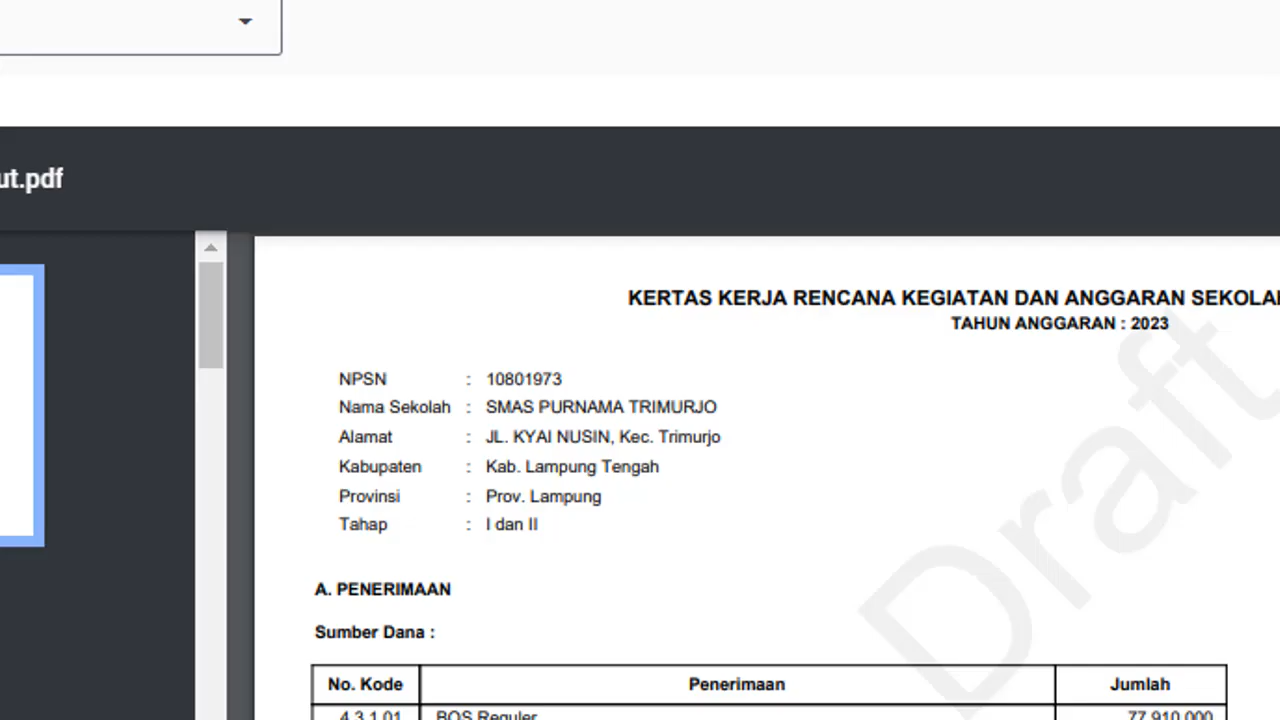 ut.pdf
KERTAS KERJA RENCANA KEGIATAN DAN ANGGARAN
TAHUN ANGGARAN : 2023
NPSN : 10801973
Nama Sekolah : SMAS PURNAMA TRIMURJO
Alamat : JL. KYAI NUSIN, Kec. Trimurjo
Kabupaten : Kab. Lampung Tengah
Provinsi : Prov. Lampung
Tahap : I dan II
A. PENERIMAAN
Sumber Dana :
No. Kode Penerimaan Jumlah
4.3.1.01 BOS Reguler 77.910.000
Draft